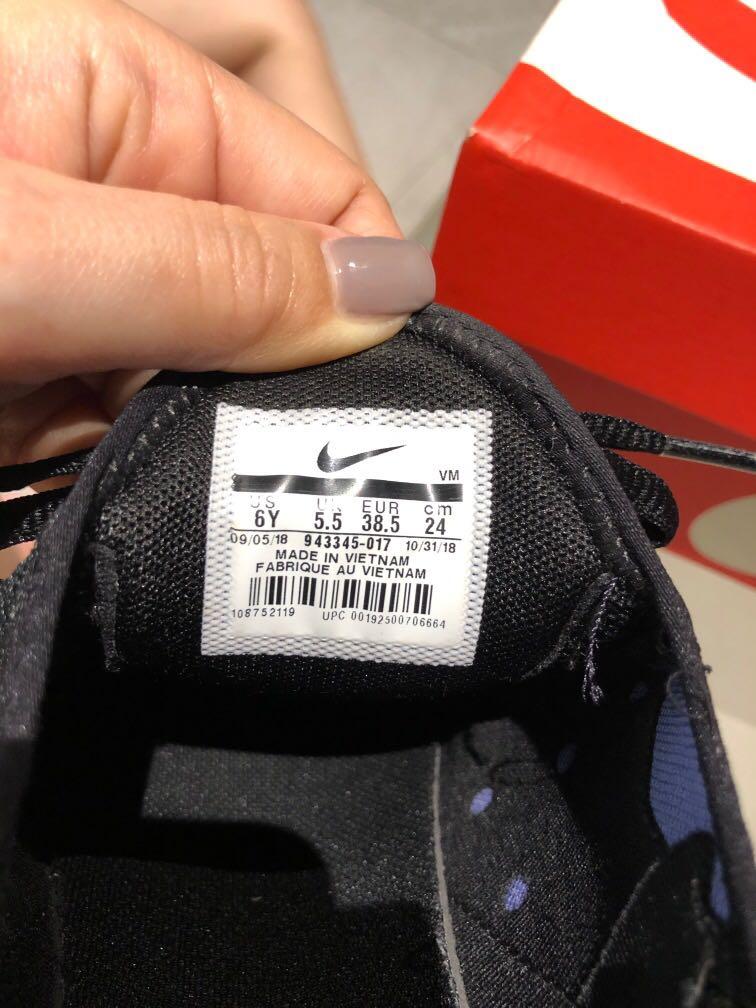 VM
US UK EUR cm
6Y 5.5 38.5 24
09/05/18 943345-017 10/31/18
MADE IN VIETNAM
FABRIQUE AU VIETNAM
108752119 UPC 00192500706664